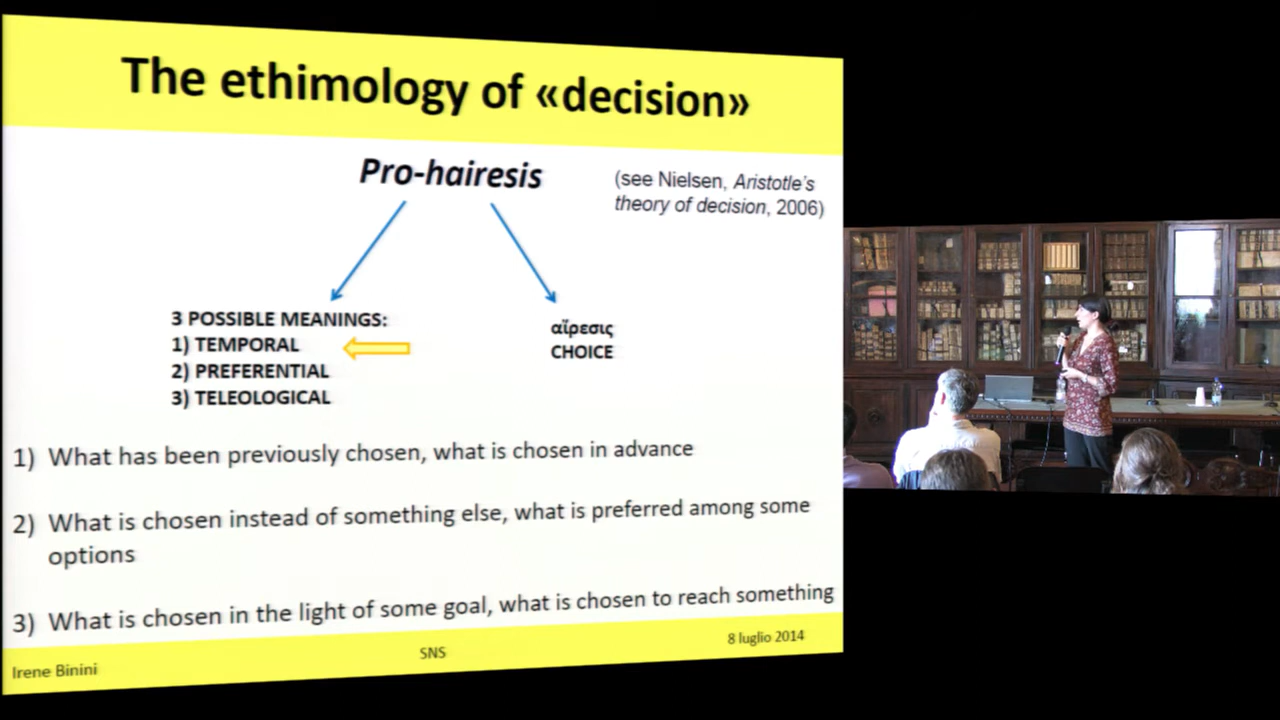 The ethimology of «decision»
Pro-hairesis
(see Nielsen, Aristotle's
theory of decision, 2006)
3 POSSIBLE MEANINGS:
1) TEMPORAL
2) PREFERENTIAL
3) TELEOLOGICAL
αἵρεσις
CHOICE
1) What has been previously chosen, what is chosen in advance
2) What is chosen instead of something else, what is preferred among some
options
3) What is chosen in the light of some goal, what is chosen to reach something
Irene Binini
SNS
8 luglio 2014